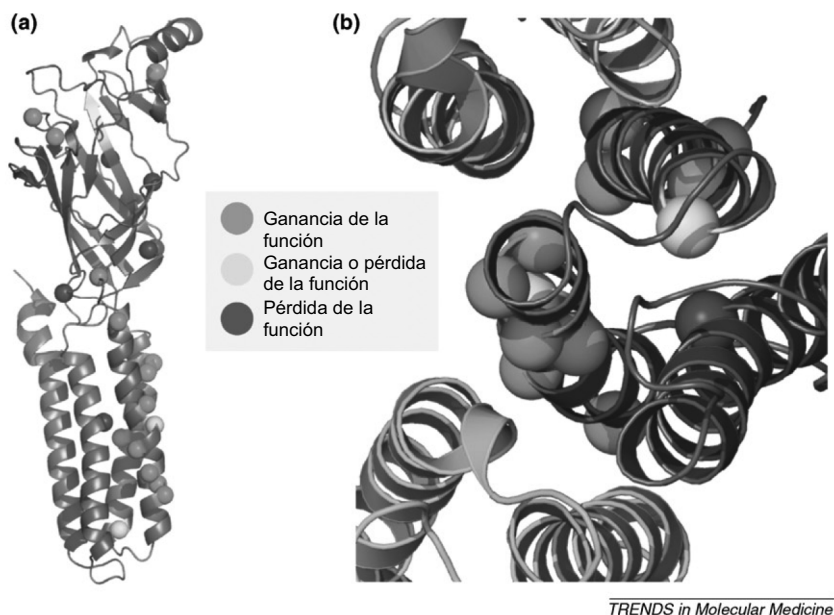 (a)
(b)
Ganancia de la
función
Ganancia o pérdida
de la función
Pérdida de la
función
TRENDS in Molecular Medicine